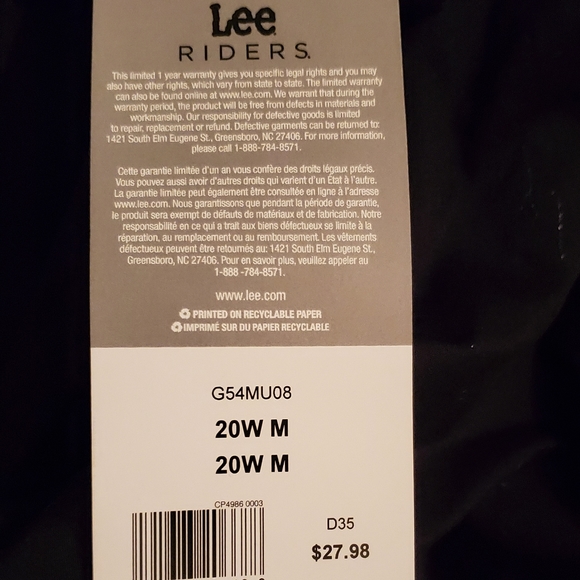 Lee
RIDERS.
This limited 1 year warranty gives you specific legal rights and you may
also have other rights, which vary from state to state. The limited warranty
can also be found online at www.lee.com. We warrant that during the
warranty period, the product will be free from defects in materials and
workmanship. Our responsibility for defective goods is limited
to repair, replacement or refund. Defective garments can be returned to:
1421 South Elm Eugene St., Greensboro, NC 27406. For more information,
please call 1-888-784-8571.
Cette garantie limitée d'un an vous confère des droits légaux précis.
Vous pouvez aussi avoir d'autres droits qui varient d'un État à l'autre.
La garantie limitée peut également être consultée en ligne à l'adresse
www.lee.com. Nous garantissons que pendant la période de garantie,
le produit sera exempt de défauts de matériaux et de fabrication. Notre
responsabilité en ce qui a trait aux biens défectueux se limite à la
réparation, au remplacement ou au remboursement. Les vêtements
défectueux peuvent être retournés au: 1421 South Elm Eugene St.,
Greensboro, NC 27406. Pour en savoir plus, veuillez appeler au
1-888 -784-8571.
www.lee.com
PRINTED ON RECYCLABLE PAPER
IMPRIMÉ SUR DU PAPIER RECYCLABLE
G54MU08
20W M
20W M
CP4986 0003
D35
$27.98